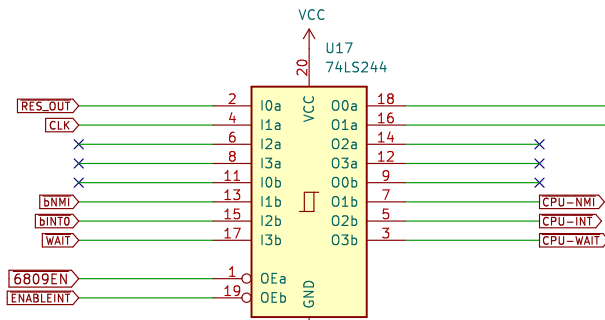 VCC
U17
74LS244
20
VCC
RES_OUT 2 I0a O0a 18
CLK 4 I1a O1a 16
6 I2a O2a 14
8 I3a O3a 12
11 I0b O0b 9
bNMI 13 I1b O1b 7 CPU-NMI
bINT0 15 I2b O2b 5 CPU-INT
WAIT 17 I3b O3b 3 CPU-WAIT
6809EN 1 OEa
ENABLEINT 19 OEb
GND